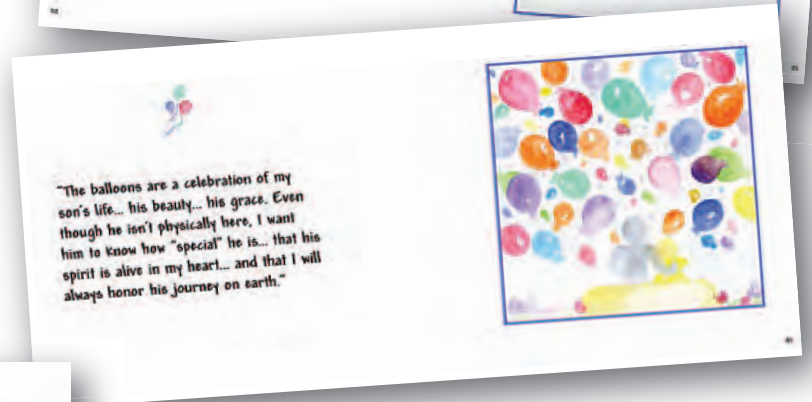 "The balloons are a celebration of my
son's life... his beauty... his grace. Even
though he isn't physically here, I want
him to know how "special" he is... that his
spirit is alive in my heart... and that I will
always honor his journey on earth."